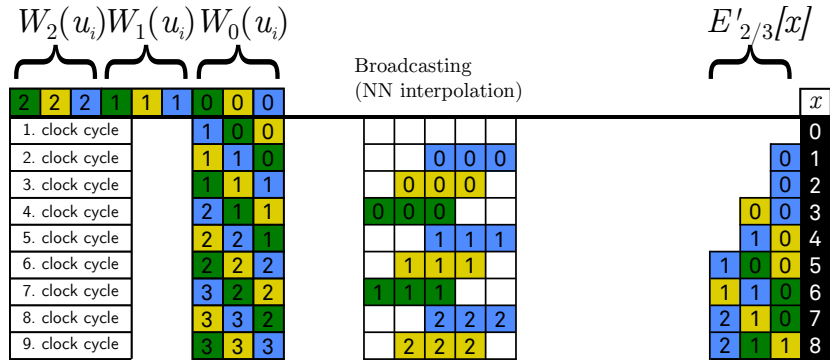 W₂(uᵢ) W₁(uᵢ) W₀(uᵢ) E'₂/₃[x]
Broadcasting
(NN interpolation)
2 2 2 1 1 1 0 0 0 x
1. clock cycle 1 0 0 0
2. clock cycle 1 1 0 0 0 0 0 1
3. clock cycle 1 1 1 0 0 0 0 2
4. clock cycle 2 1 1 0 0 0 0 0 3
5. clock cycle 2 2 1 1 1 1 1 0 4
6. clock cycle 2 2 2 1 1 1 1 0 0 5
7. clock cycle 3 2 2 1 1 1 1 1 0 6
8. clock cycle 3 3 2 2 2 2 2 1 0 7
9. clock cycle 3 3 3 2 2 2 2 1 1 8